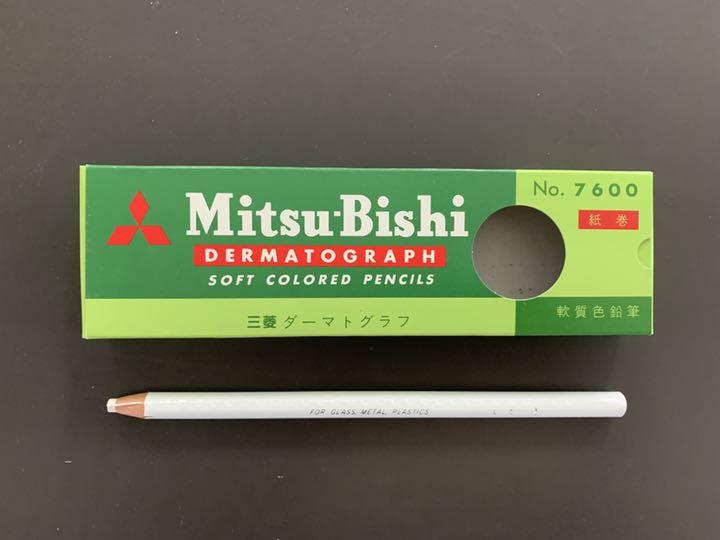 Mitsu-Bishi
DERMATOGRAPH
SOFT COLORED PENCILS
三菱 ダーマトグラフ
No. 7600
紙巻
軟質色鉛筆
FOR GLASS, METAL, PLASTICS